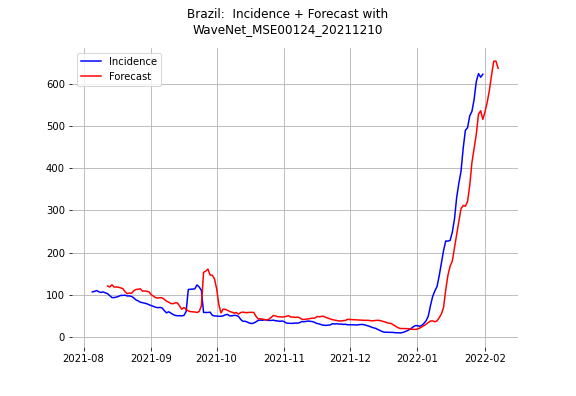 Brazil:  Incidence + Forecast with
WaveNet_MSE00124_20211210
Incidence
Forecast
600
500
400
300
200
100
0
2021-08 2021-09 2021-10 2021-11 2021-12 2022-01 2022-02